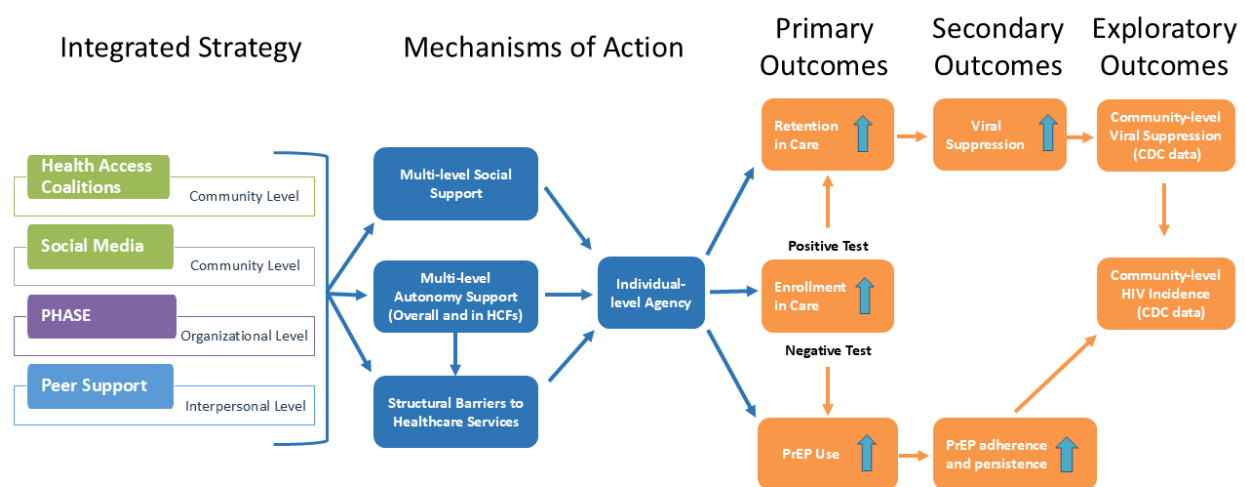 Integrated Strategy
Mechanisms of Action
Primary
Outcomes
Secondary
Outcomes
Exploratory
Outcomes
Health Access
Coalitions
Community Level
Social Media
Community Level
PHASE
Organizational Level
Peer Support
Interpersonal Level
Multi-level Social
Support
Multi-level
Autonomy Support
(Overall and in HCFs)
Structural Barriers to
Healthcare Services
Individual-
level Agency
Retention
in Care
Positive Test
Enrollment
in Care
Negative Test
PrEP Use
Viral
Suppression
PrEP adherence
and persistence
Community-level
Viral Suppression
(CDC data)
Community-level
HIV Incidence
(CDC data)